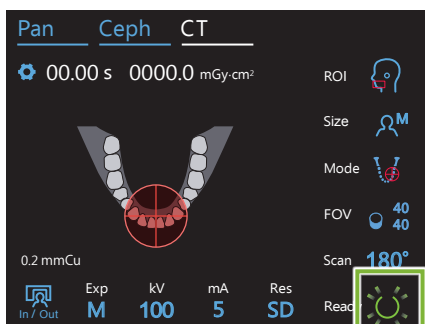 Pan Ceph CT
00.00 s 0000.0 mGy·cm²
ROI
Size M
Mode
FOV 40
40
0.2 mmCu
Scan 180°
Exp kV mA Res
In / Out M 100 5 SD
Ready